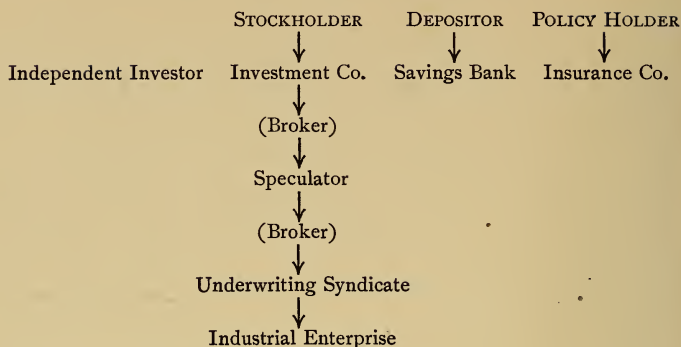 STOCKHOLDER DEPOSITOR POLICY HOLDER
Independent Investor Investment Co. Savings Bank Insurance Co.
(Broker)
Speculator
(Broker)
Underwriting Syndicate
Industrial Enterprise